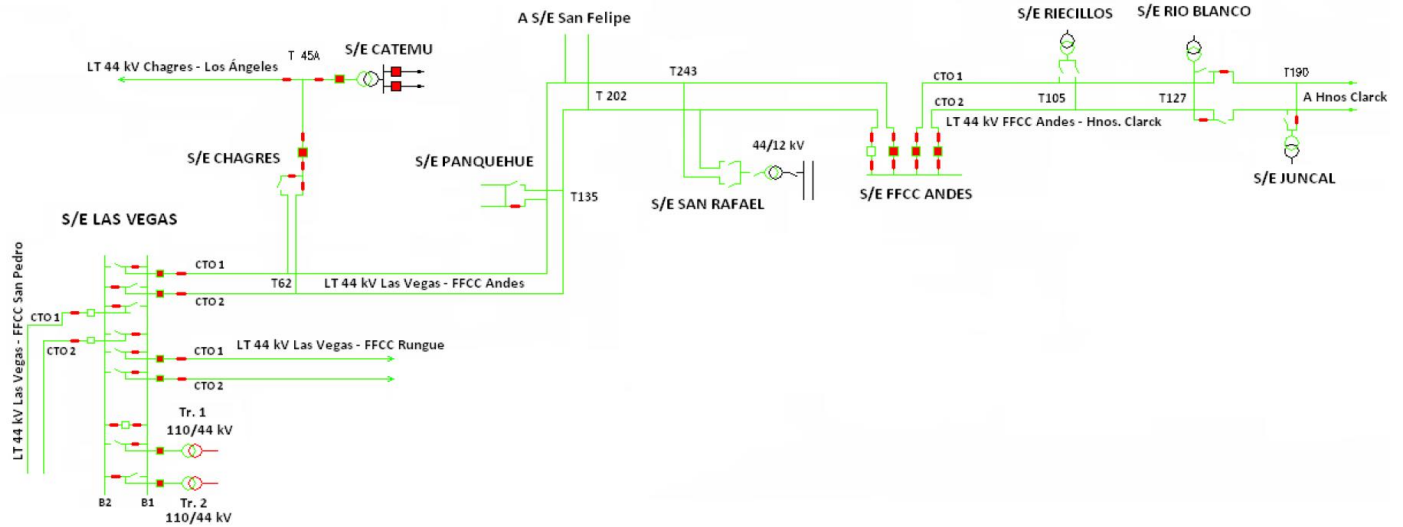 A S/E San Felipe
S/E RIECILLOS
S/E RIO BLANCO
T 45A
S/E CATEMU
LT 44 kV Chagres - Los Ángeles
T243
CTO 1
T190
T 202
CTO 2
T105
T127
A Hnos Clarck
LT 44 kV FFCC Andes - Hnos. Clarck
S/E CHAGRES
S/E PANQUEHUE
44/12 kV
S/E JUNCAL
T135
S/E SAN RAFAEL
S/E FFCC ANDES
S/E LAS VEGAS
CTO 1
T62
LT 44 kV Las Vegas - FFCC Andes
CTO 2
LT 44 kV Las Vegas - FFCC San Pedro
CTO 1
CTO 2
CTO 1
LT 44 kV Las Vegas - FFCC Rungue
CTO 2
Tr. 1
110/44 kV
B2
B1
Tr. 2
110/44 kV